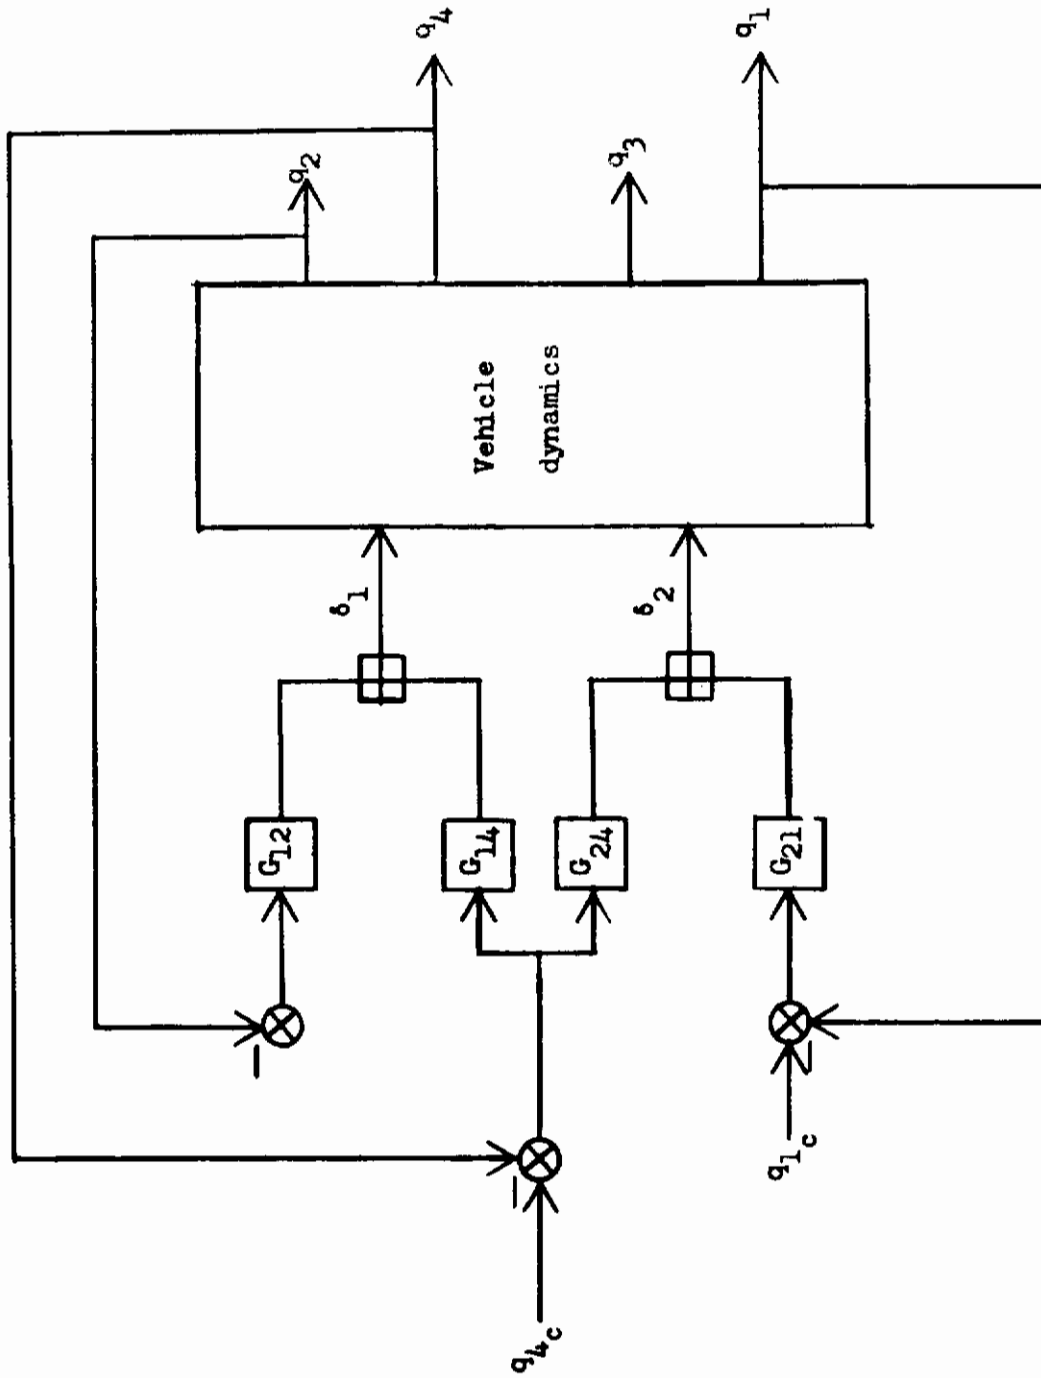 q₂
q₄
q₃
q₁
Vehicle
dynamics
δ₁
δ₂
G₁₂
G₁₄
G₂₄
G₂₁
q₁c
q₄c